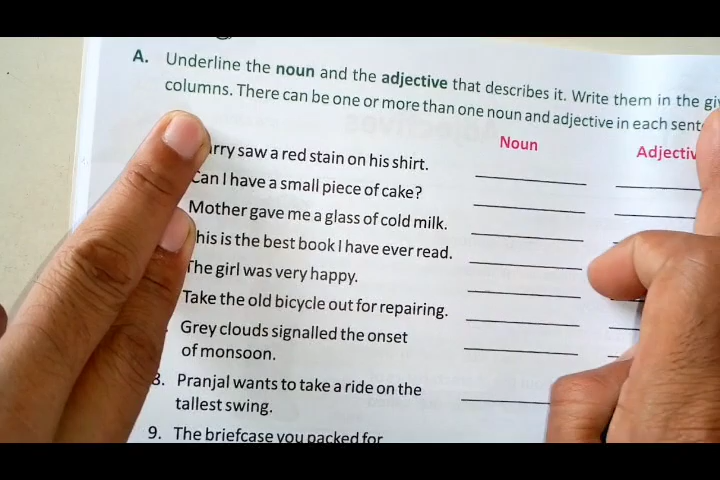 A. Underline the noun and the adjective that describes it. Write them in the
columns. There can be one or more than one noun and adjective in each
Noun Adjectiv
rry saw a red stain on his shirt.
Can I have a small piece of cake?
Mother gave me a glass of cold milk.
his is the best book I have ever read.
The girl was very happy.
Take the old bicycle out for repairing.
Grey clouds signalled the onset
of monsoon.
8. Pranjal wants to take a ride on the
tallest swing.
9. The briefcase you packed for